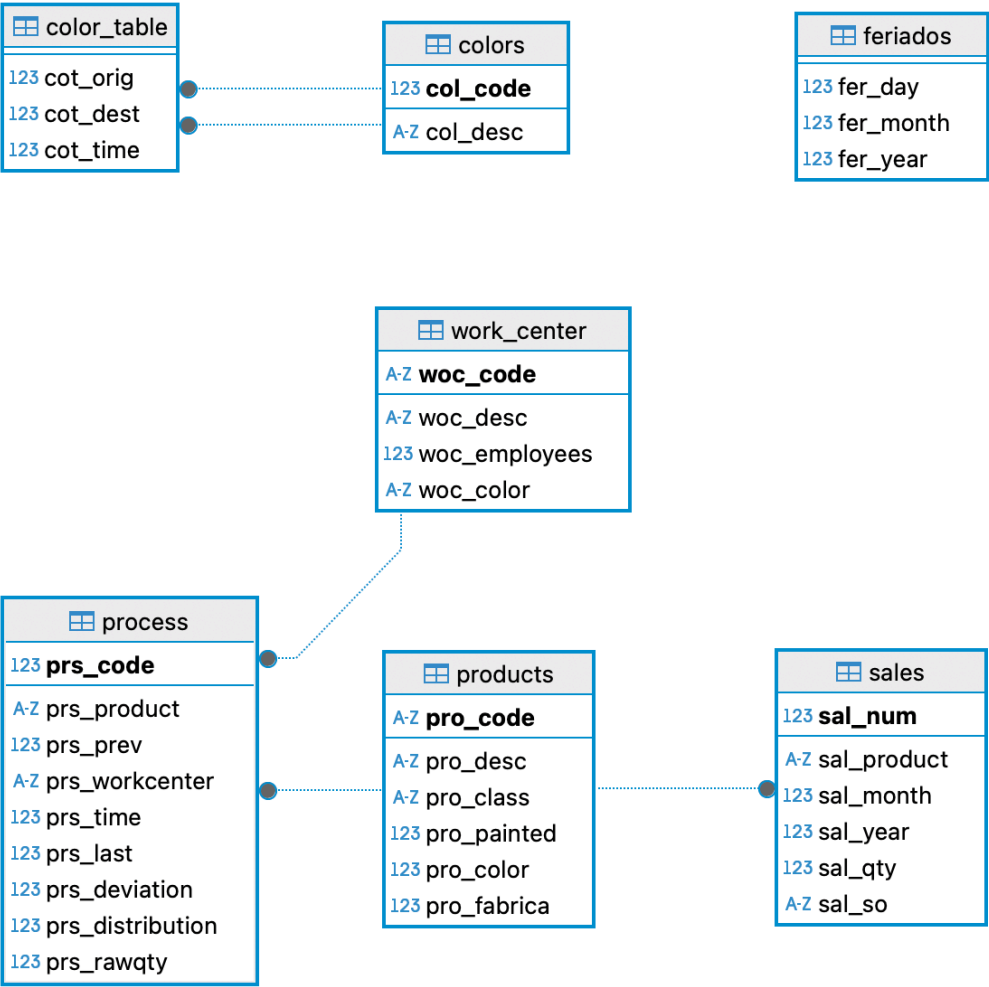 color_table
123 cot_orig
123 cot_dest
123 cot_time
colors
123 col_code
A-Z col_desc
feriados
123 fer_day
123 fer_month
123 fer_year
work_center
A-Z woc_code
A-Z woc_desc
123 woc_employees
A-Z woc_color
process
123 prs_code
A-Z prs_product
123 prs_prev
A-Z prs_workcenter
123 prs_time
123 prs_last
123 prs_deviation
123 prs_distribution
123 prs_rawqty
products
A-Z pro_code
A-Z pro_desc
A-Z pro_class
123 pro_painted
123 pro_color
123 pro_fabrica
sales
123 sal_num
A-Z sal_product
123 sal_month
123 sal_year
123 sal_qty
A-Z sal_so